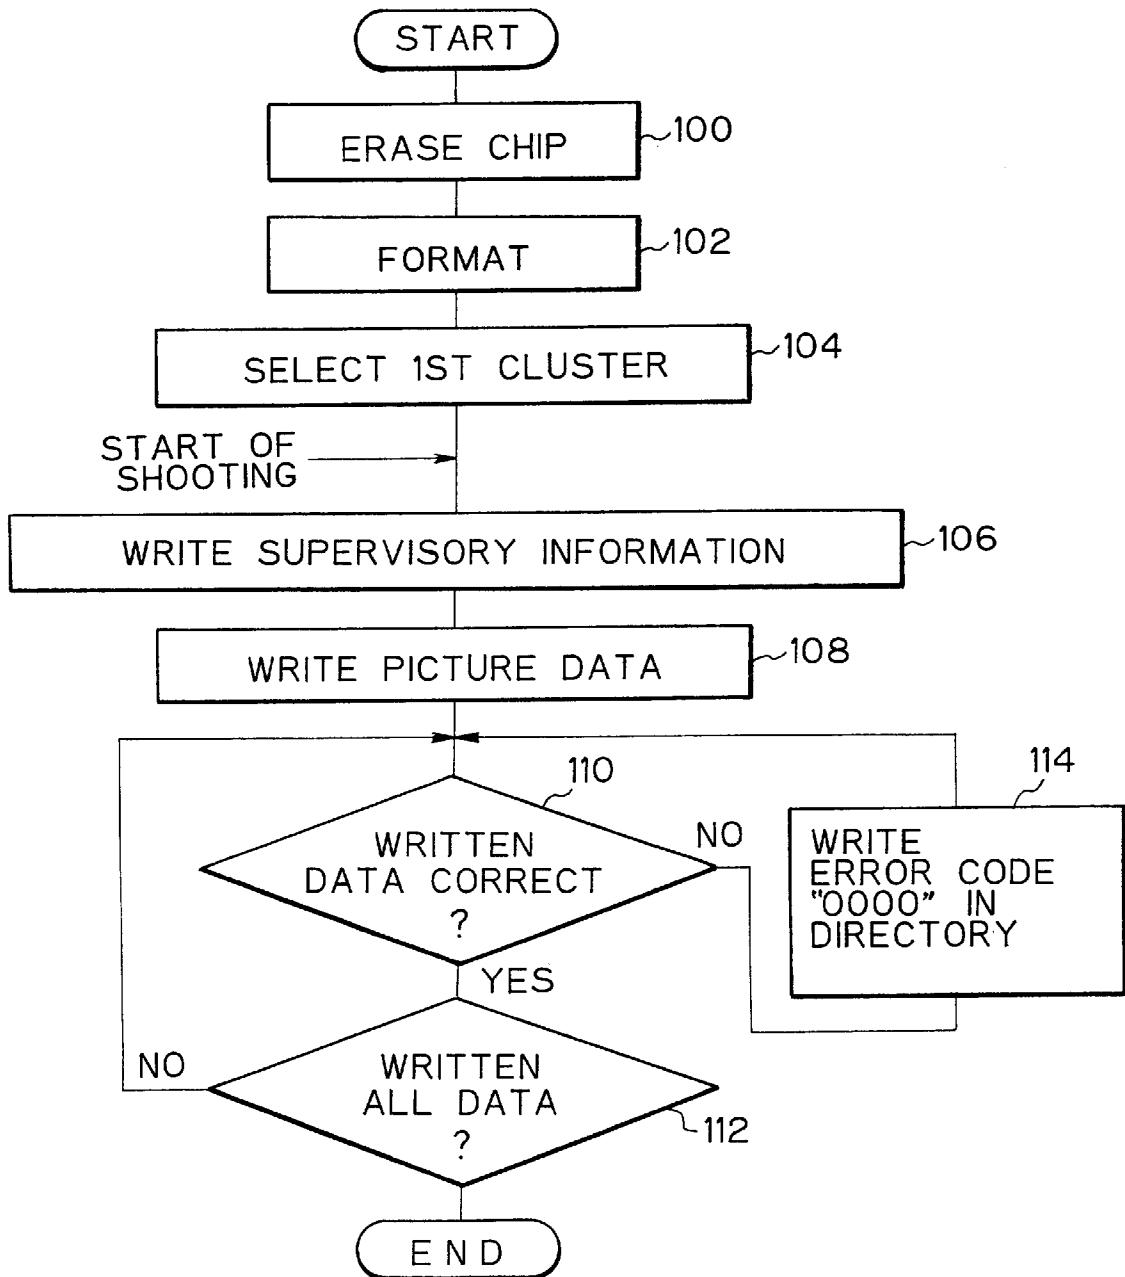 START
ERASE CHIP
100
FORMAT
102
SELECT 1ST CLUSTER
104
START OF
SHOOTING
WRITE SUPERVISORY INFORMATION
106
WRITE PICTURE DATA
108
110
WRITTEN
DATA CORRECT
?
NO
114
WRITE
ERROR CODE
"0000" IN
DIRECTORY
YES
NO
WRITTEN
ALL DATA
?
112
END